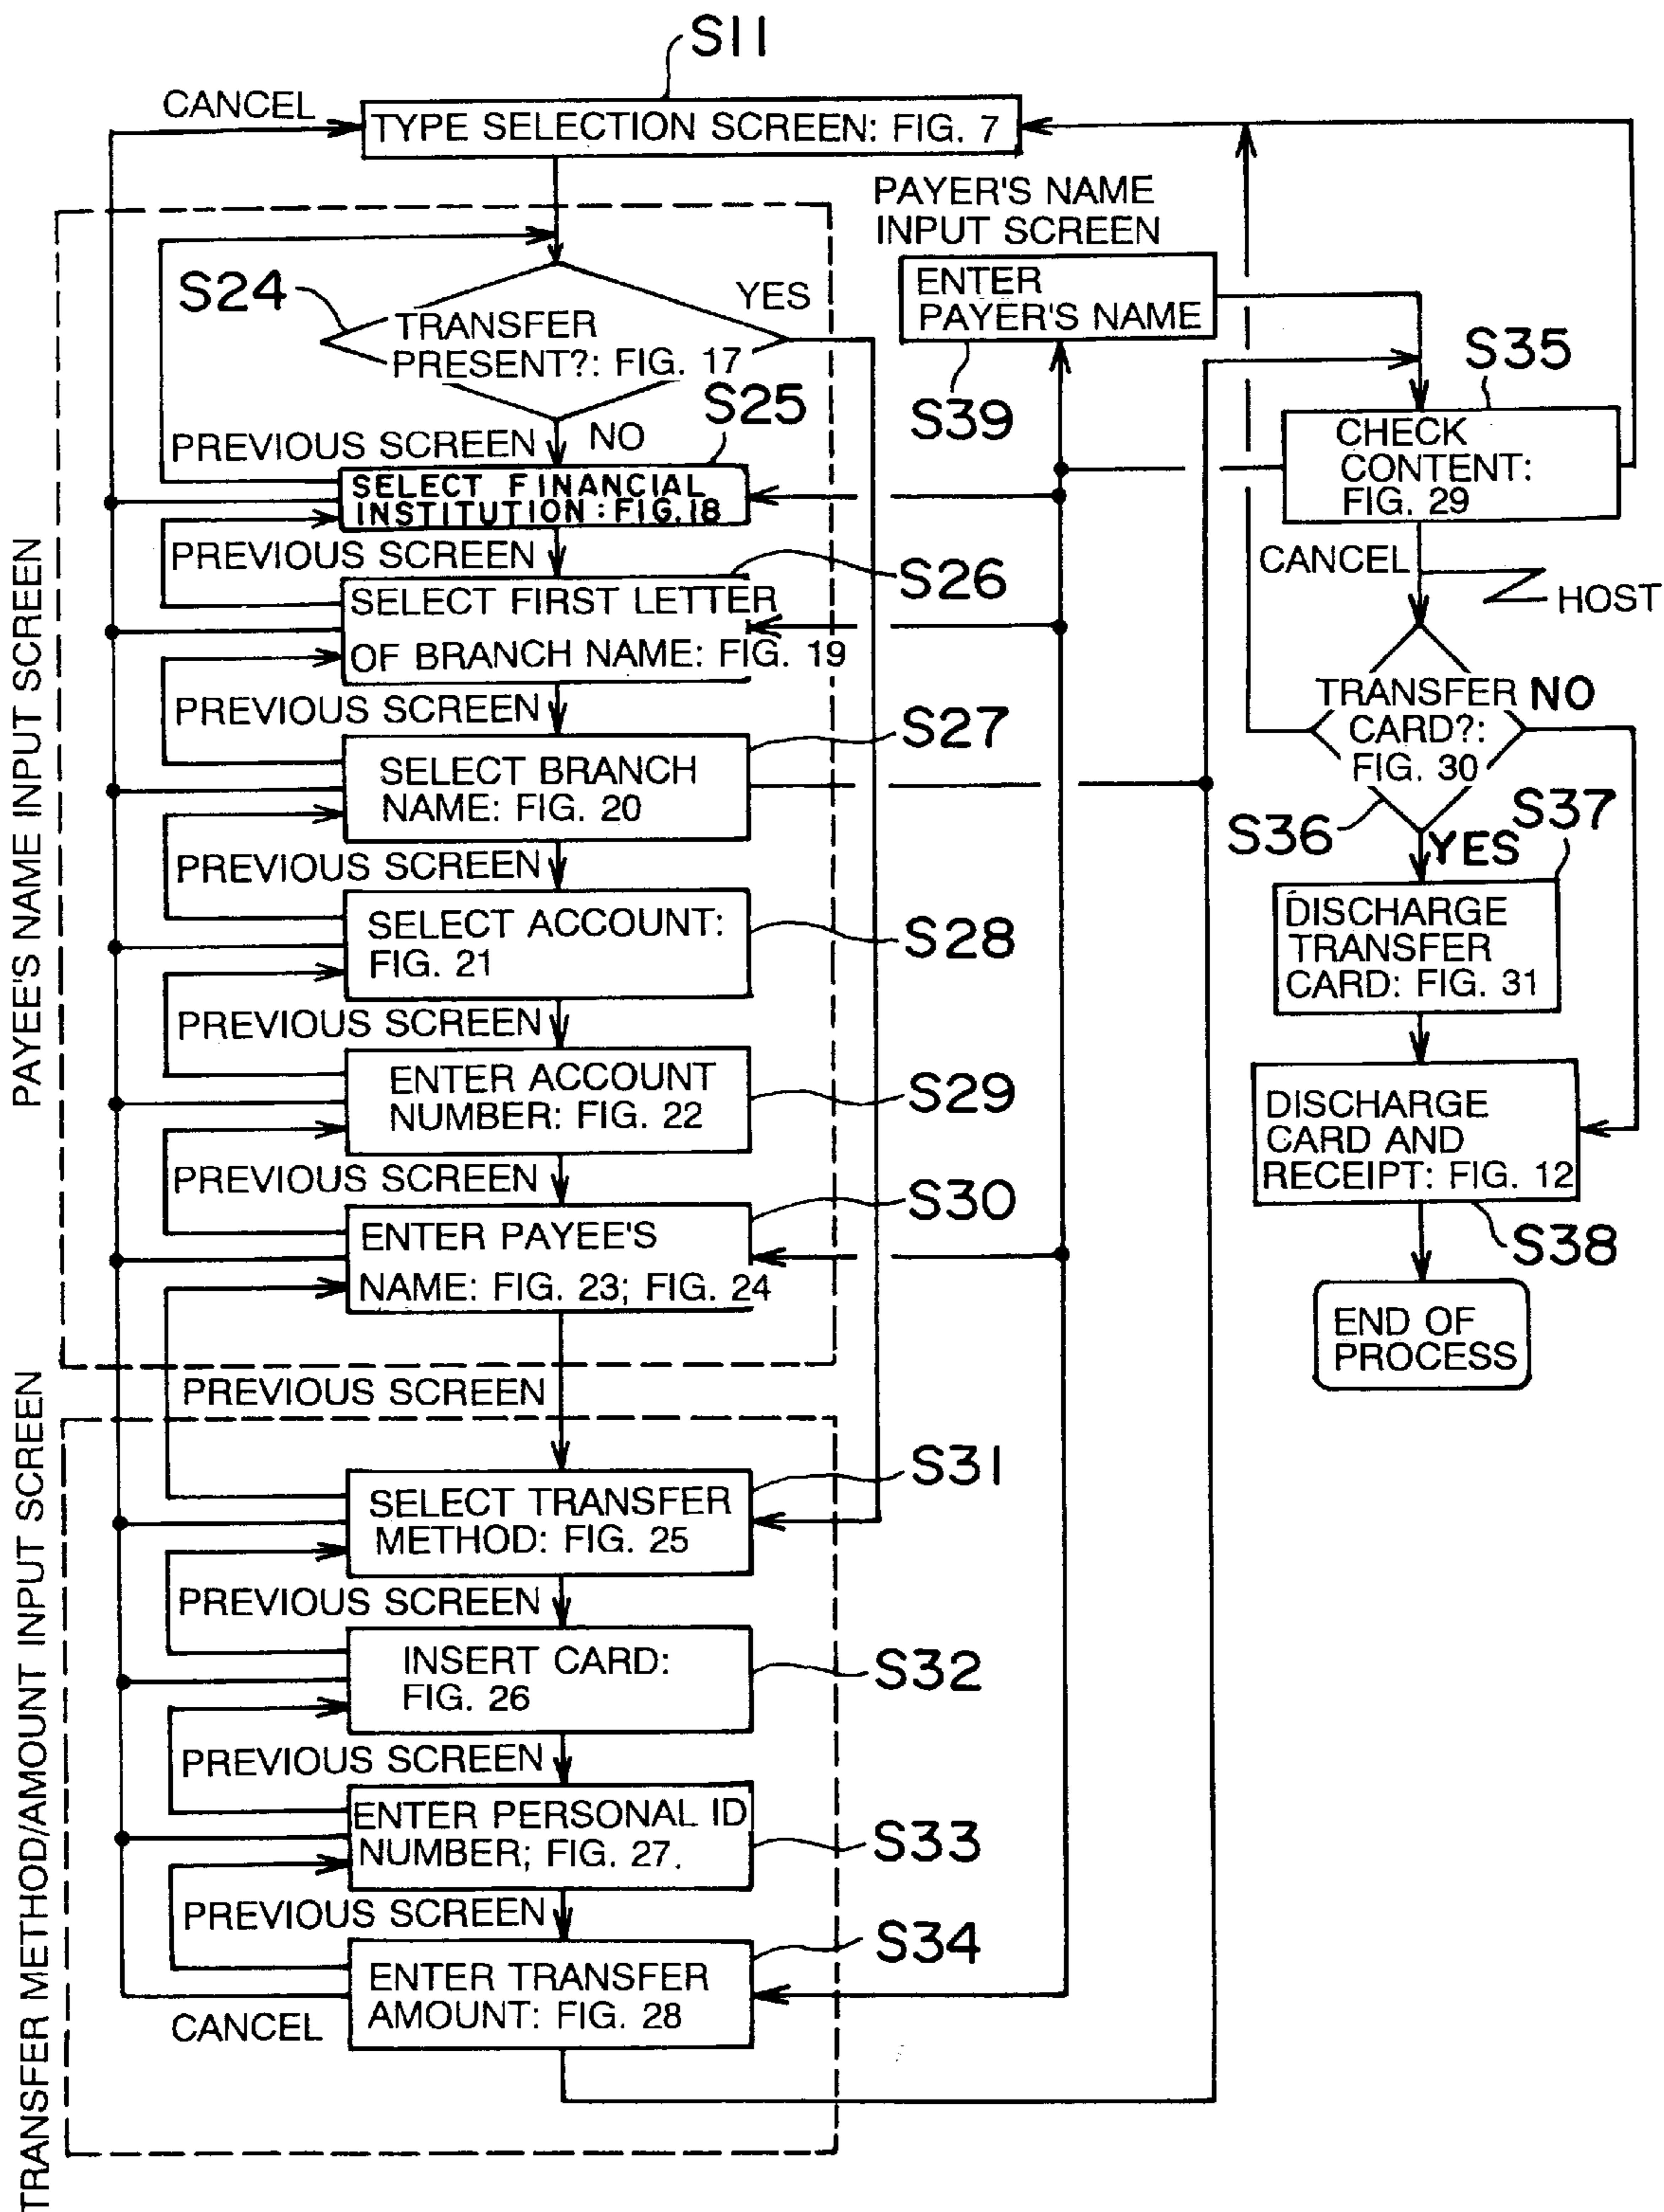 S11
CANCEL
TYPE SELECTION SCREEN: FIG. 7
PAYEE'S NAME INPUT SCREEN
S24
TRANSFER
PRESENT?: FIG. 17
YES
NO
S25
PREVIOUS SCREEN
SELECT FINANCIAL
INSTITUTION: FIG. 18
PREVIOUS SCREEN
S26
SELECT FIRST LETTER
OF BRANCH NAME: FIG. 19
PREVIOUS SCREEN
S27
SELECT BRANCH
NAME: FIG. 20
PREVIOUS SCREEN
S28
SELECT ACCOUNT:
FIG. 21
PREVIOUS SCREEN
S29
ENTER ACCOUNT
NUMBER: FIG. 22
PREVIOUS SCREEN
S30
ENTER PAYEE'S
NAME: FIG. 23; FIG. 24
PREVIOUS SCREEN
TRANSFER METHOD/AMOUNT INPUT SCREEN
S31
SELECT TRANSFER
METHOD: FIG. 25
PREVIOUS SCREEN
S32
INSERT CARD:
FIG. 26
PREVIOUS SCREEN
S33
ENTER PERSONAL ID
NUMBER; FIG. 27.
PREVIOUS SCREEN
S34
ENTER TRANSFER
AMOUNT: FIG. 28
CANCEL
PAYER'S NAME
INPUT SCREEN
ENTER
PAYER'S NAME
S39
S35
CHECK
CONTENT:
FIG. 29
CANCEL
HOST
TRANSFER
CARD?:
FIG. 30
NO
S36
YES
S37
DISCHARGE
TRANSFER
CARD: FIG. 31
DISCHARGE
CARD AND
RECEIPT: FIG. 12
S38
END OF
PROCESS